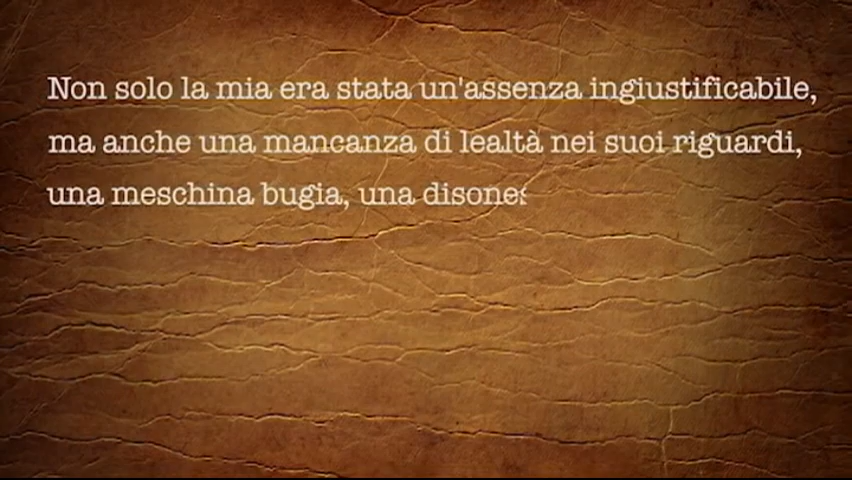 Non solo la mia era stata un'assenza ingiustificabile,
ma anche una mancanza di lealtà nei suoi riguardi,
una meschina bugia, una disone